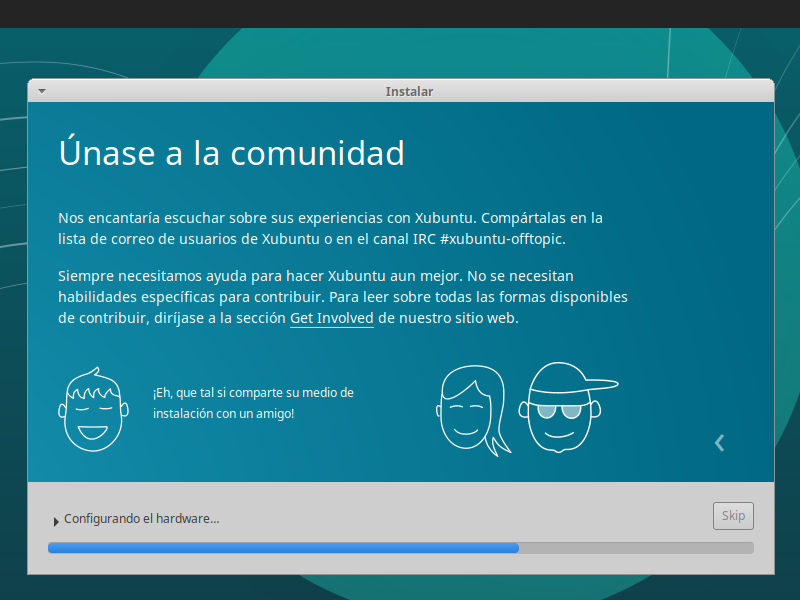 Instalar
Únase a la comunidad
Nos encantaría escuchar sobre sus experiencias con Xubuntu. Compártalas en la
lista de correo de usuarios de Xubuntu o en el canal IRC #xubuntu-offtopic.
Siempre necesitamos ayuda para hacer Xubuntu aun mejor. No se necesitan
habilidades específicas para contribuir. Para leer sobre todas las formas disponibles
de contribuir, diríjase a la sección Get Involved de nuestro sitio web.
¡Eh, que tal si comparte su medio de
instalación con un amigo!
Configurando el hardware...
Skip